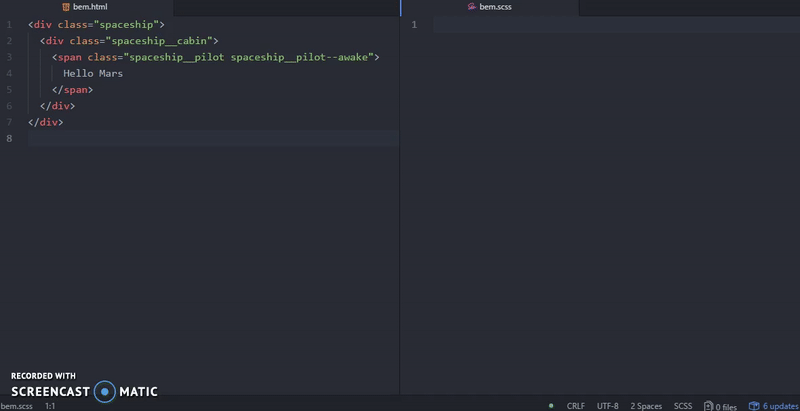 bem.html
bem.scss
1 <div class="spaceship">
2 <div class="spaceship__cabin">
3 <span class="spaceship__pilot spaceship__pilot--awake">
4 Hello Mars
5 </span>
6 </div>
7 </div>
8
1
RECORDED WITH
SCREENCAST MATIC
bem.scss 1:1 CRLF UTF-8 2 Spaces SCSS 0 files 6 updates